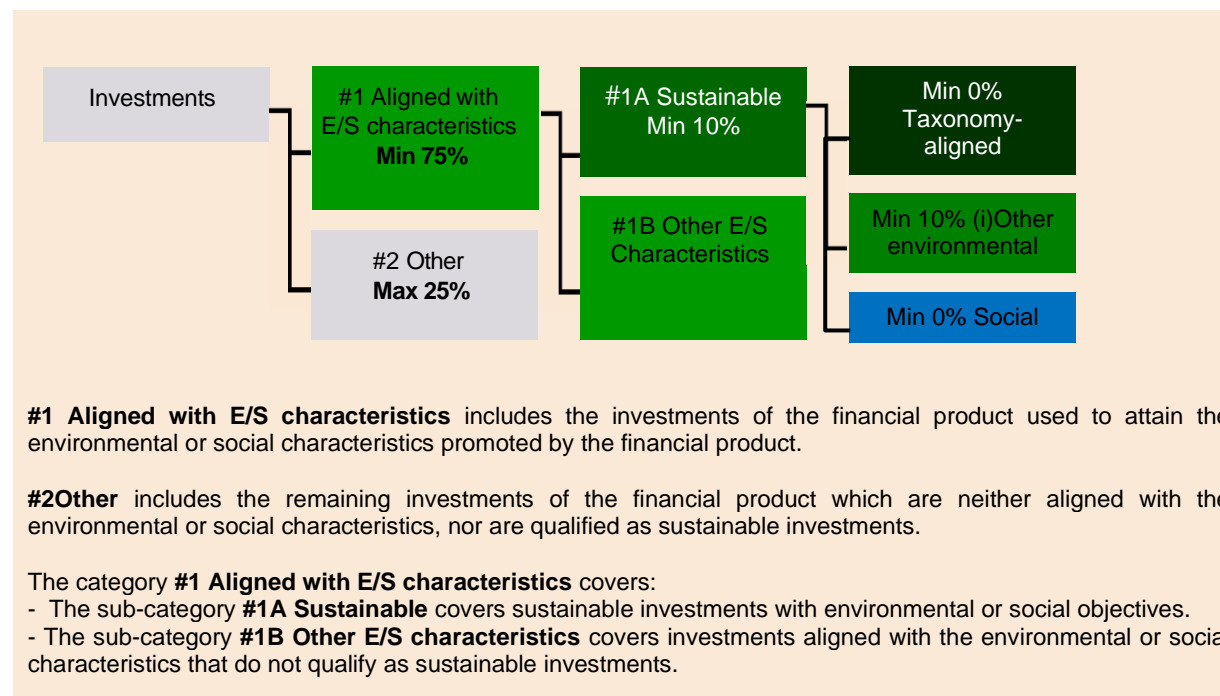 Investments
#1 Aligned with
E/S characteristics
Min 75%
#2 Other
Max 25%
#1A Sustainable
Min 10%
#1B Other E/S
Characteristics
Min 0%
Taxonomy-
aligned
Min 10% (i)Other
environmental
Min 0% Social
#1 Aligned with E/S characteristics includes the investments of the financial product used to attain the
environmental or social characteristics promoted by the financial product.
#2Other includes the remaining investments of the financial product which are neither aligned with the
environmental or social characteristics, nor are qualified as sustainable investments.
The category #1 Aligned with E/S characteristics covers:
- The sub-category #1A Sustainable covers sustainable investments with environmental or social objectives.
- The sub-category #1B Other E/S characteristics covers investments aligned with the environmental or social
characteristics that do not qualify as sustainable investments.